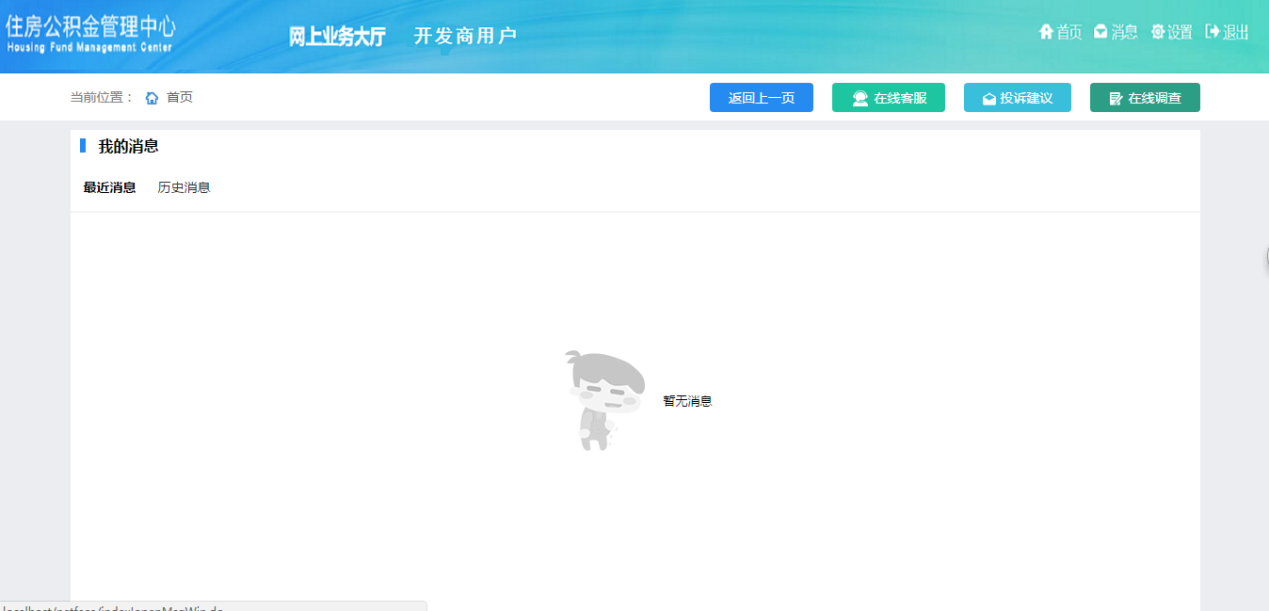 住房公积金管理中心
Housing Fund Management Center
网上业务大厅 开发商用户
首页 消息 设置 退出
当前位置： 首页
返回上一页 在线客服 投诉建议 在线调查
我的消息
最近消息 历史消息
暂无消息